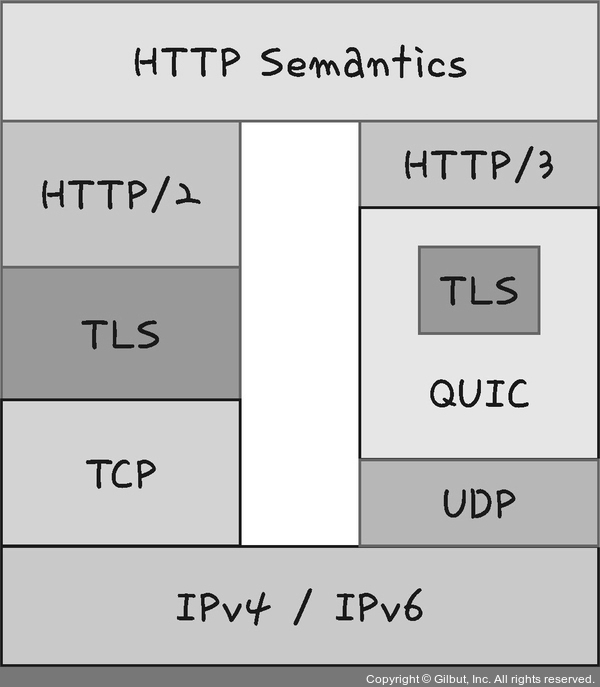 HTTP Semantics
HTTP/2
TLS
TCP
HTTP/3
TLS
QUIC
UDP
IPv4 / IPv6
Copyright © Gilbut, Inc. All rights reserved.